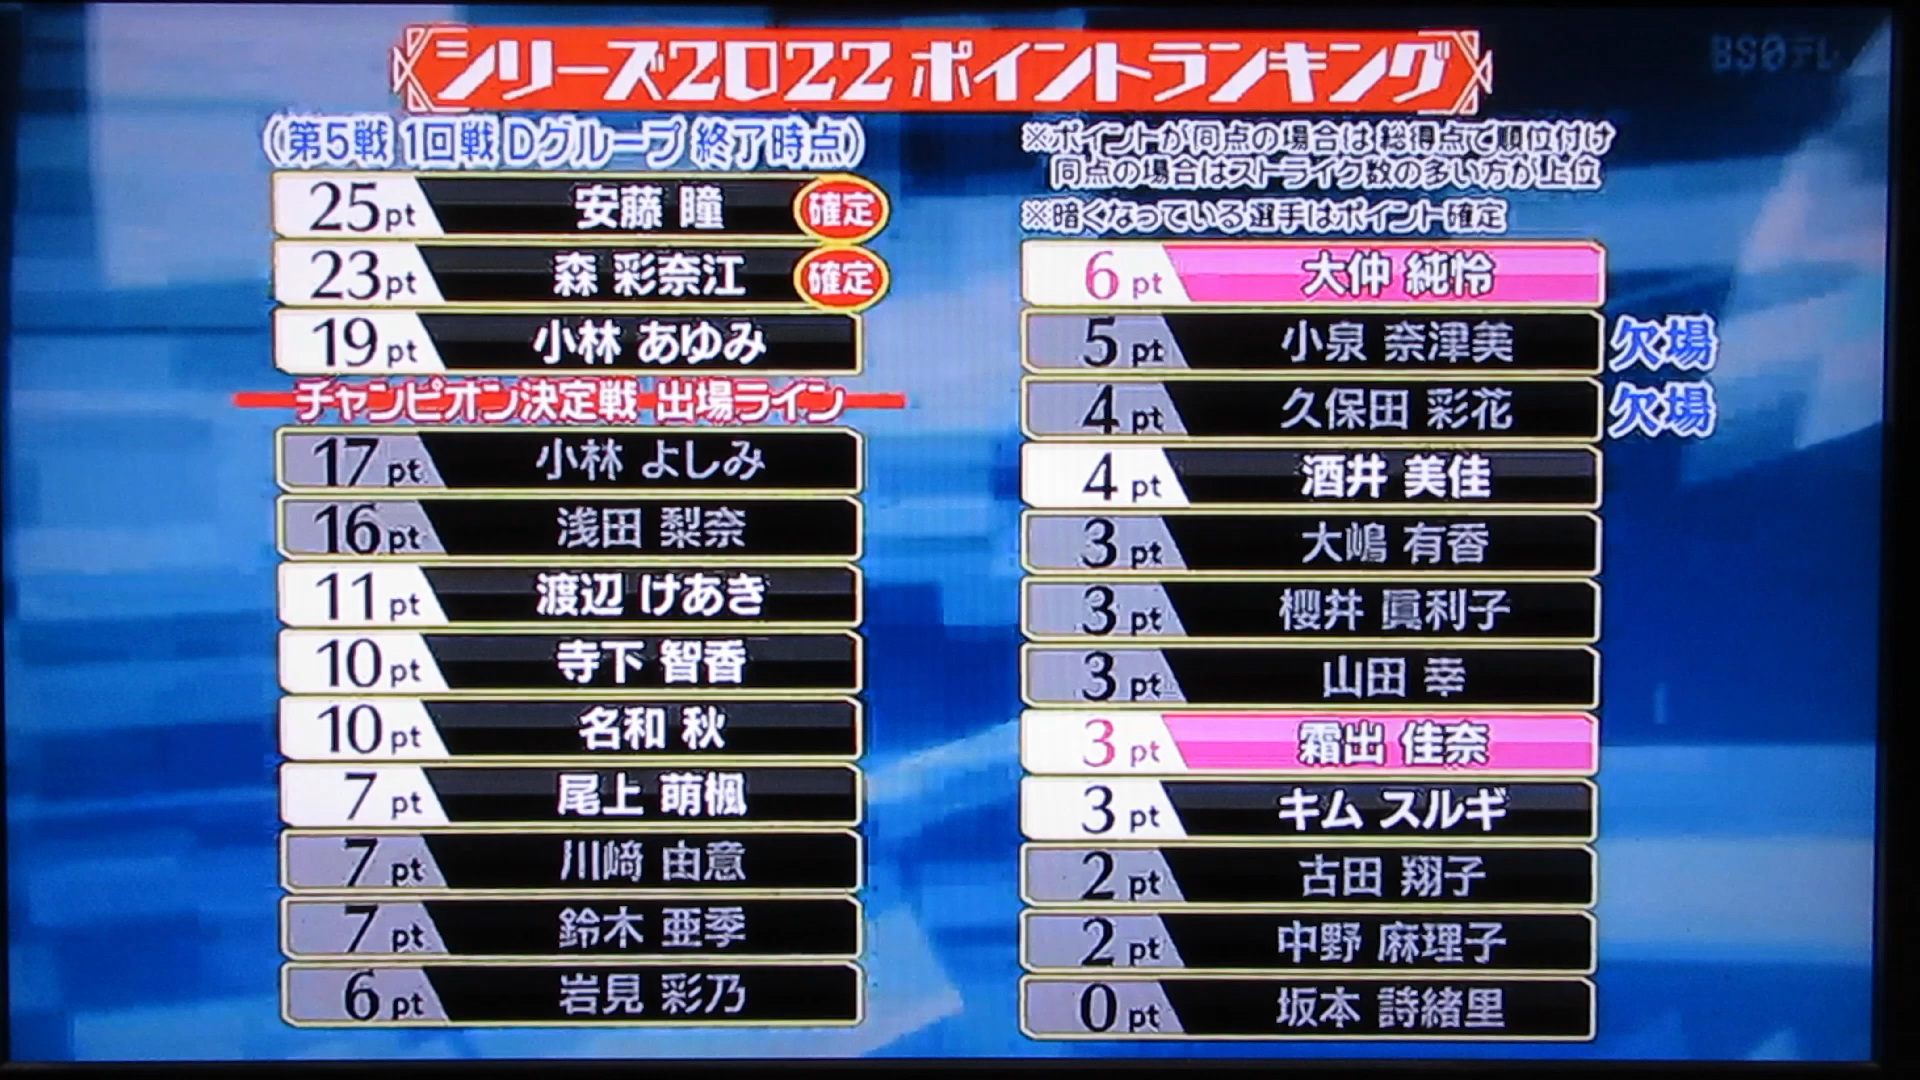 シリーズ2022 ポイントランキング
BS日テレ
(第5戦 1回戦 Dグループ 終了時点)
25pt 安藤 瞳 確定
23pt 森 彩奈江 確定
19pt 小林 あゆみ
チャンピオン決定戦 出場ライン
17pt 小林 よしみ
16pt 浅田 梨奈
11pt 渡辺 けあき
10pt 寺下 智香
10pt 名和 秋
7pt 尾上 萌楓
7pt 川﨑 由意
7pt 鈴木 亜季
6pt 岩見 彩乃
※ポイントが同点の場合は総得点で順位付け
同点の場合はストライク数の多い方が上位
※暗くなっている選手はポイント確定
6pt 大仲 純怜
5pt 小泉 奈津美 欠場
4pt 久保田 彩花 欠場
4pt 酒井 美佳
3pt 大嶋 有香
3pt 櫻井 眞利子
3pt 山田 幸
3pt 霜出 佳奈
3pt キム スルギ
2pt 古田 翔子
2pt 中野 麻理子
0pt 坂本 詩緒里